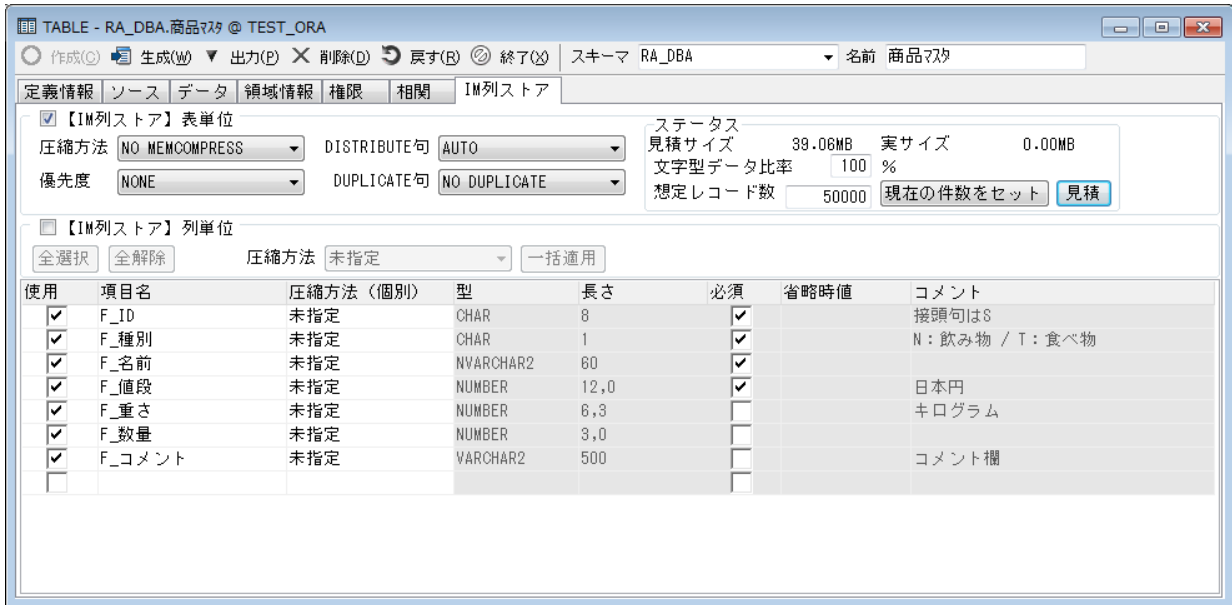 TABLE - RA_DBA.商品ﾏｽﾀ @ TEST_ORA
作成(C) 生成(W) ▼ 出力(P) 削除(D) 戻す(R) 終了(X) スキーマ RA_DBA 名前 商品ﾏｽﾀ
定義情報 ソース データ 領域情報 権限 相関 IM列ストア
【IM列ストア】表単位
ステータス
圧縮方法 NO MEMCOMPRESS DISTRIBUTE句 AUTO 見積サイズ 39.06MB 実サイズ 0.00MB
文字型データ比率 100 %
優先度 NONE DUPLICATE句 NO DUPLICATE 想定レコード数 50000 現在の件数をセット 見積
【IM列ストア】列単位
全選択 全解除 圧縮方法 未指定 一括適用
使用 項目名 圧縮方法（個別） 型 長さ 必須 省略時値 コメント
F_ID 未指定 CHAR 8 接頭句はS
F_種別 未指定 CHAR 1 N：飲み物 / T：食べ物
F_名前 未指定 NVARCHAR2 60
F_値段 未指定 NUMBER 12,0 日本円
F_重さ 未指定 NUMBER 6,3 キログラム
F_数量 未指定 NUMBER 3,0
F_コメント 未指定 VARCHAR2 500 コメント欄